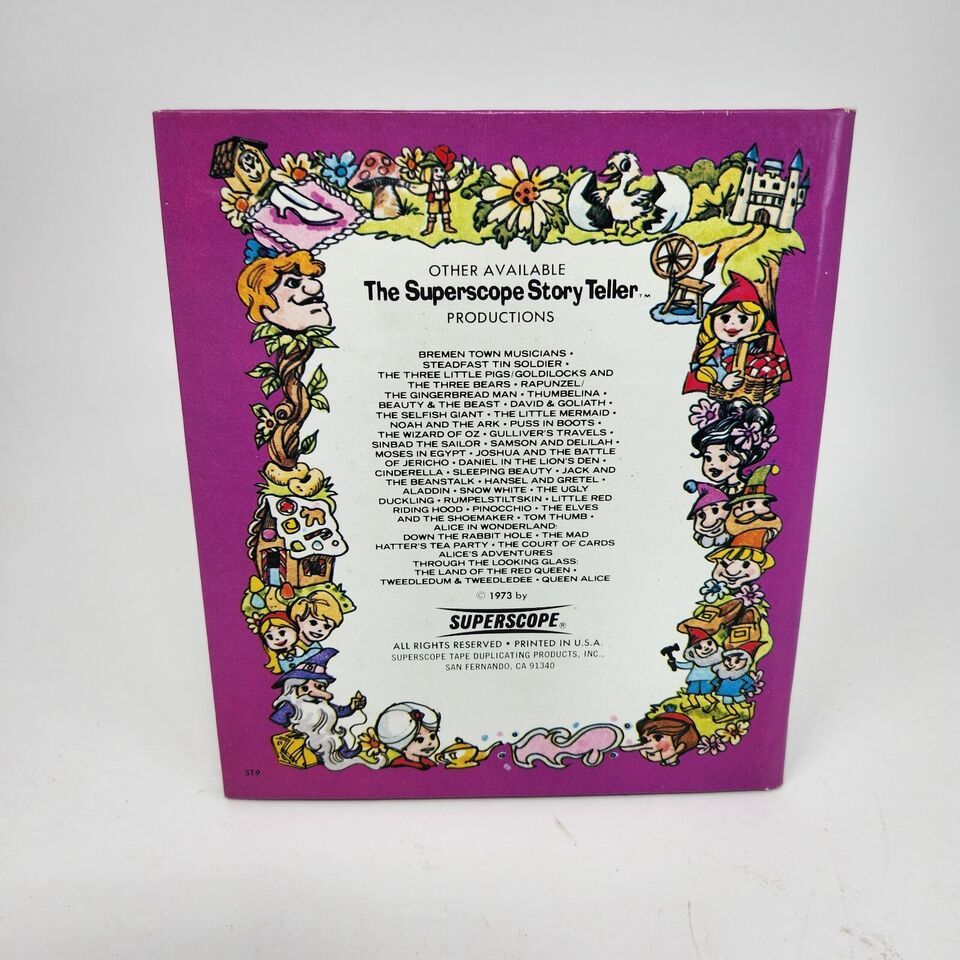 OTHER AVAILABLE
The Superscope Story Teller™
PRODUCTIONS
BREMEN TOWN MUSICIANS •
STEADFAST TIN SOLDIER •
THE THREE LITTLE PIGS/GOLDILOCKS AND
THE THREE BEARS • RAPUNZEL/
THE GINGERBREAD MAN • THUMBELINA •
BEAUTY & THE BEAST • DAVID & GOLIATH •
THE SELFISH GIANT • THE LITTLE MERMAID •
NOAH AND THE ARK • PUSS IN BOOTS •
THE WIZARD OF OZ • GULLIVER'S TRAVELS •
SINBAD THE SAILOR • SAMSON AND DELILAH •
MOSES IN EGYPT • JOSHUA AND THE BATTLE
OF JERICHO • DANIEL IN THE LION'S DEN •
CINDERELLA • SLEEPING BEAUTY • JACK AND
THE BEANSTALK • HANSEL AND GRETEL •
ALADDIN • SNOW WHITE • THE UGLY
DUCKLING • RUMPELSTILTSKIN • LITTLE RED
RIDING HOOD • PINOCCHIO • THE ELVES
AND THE SHOEMAKER • TOM THUMB •
ALICE IN WONDERLAND:
DOWN THE RABBIT HOLE • THE MAD
HATTER'S TEA PARTY • THE COURT OF CARDS
ALICE'S ADVENTURES
THROUGH THE LOOKING GLASS:
THE LAND OF THE RED QUEEN •
TWEEDLEDUM & TWEEDLEDEE • QUEEN ALICE
© 1973 by
SUPERSCOPE®
ALL RIGHTS RESERVED • PRINTED IN U.S.A.
SUPERSCOPE TAPE DUPLICATING PRODUCTS, INC.,
SAN FERNANDO, CA 91340
ST9